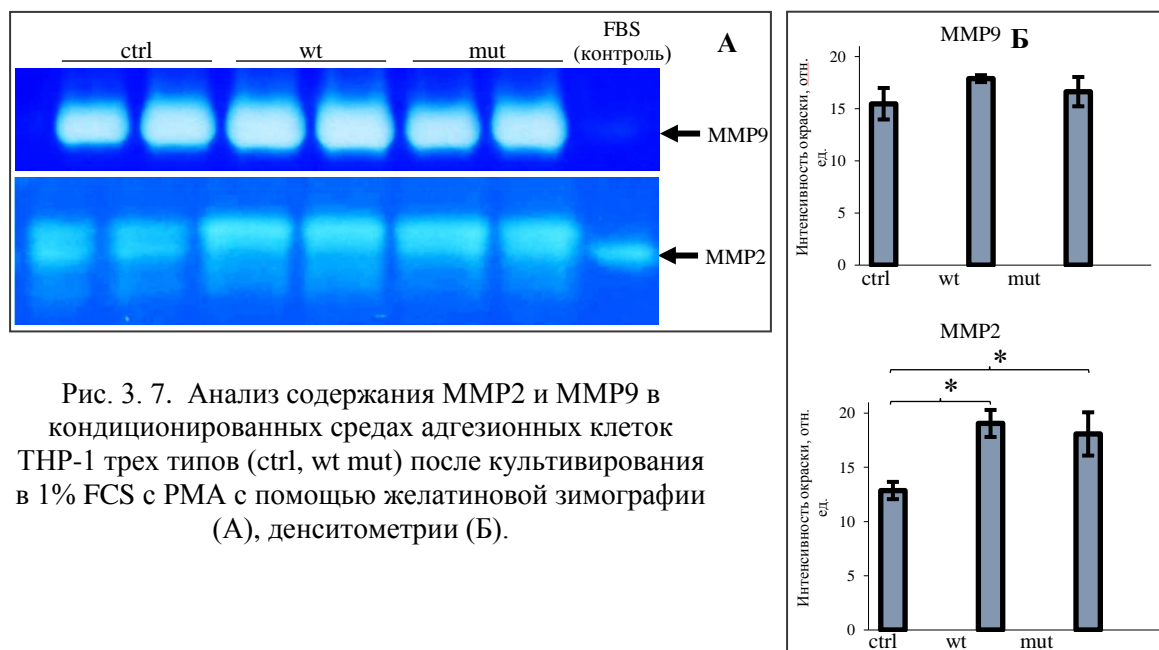 ctrl
wt
mut
FBS
(контроль)
А
MMP9
MMP2
Рис. 3. 7. Анализ содержания MMP2 и MMP9 в
кондиционированных средах адгезионных клеток
THP-1 трех типов (ctrl, wt mut) после культивирования
в 1% FCS с PMA с помощью желатиновой зимографии
(А), денситометрии (Б).
MMP9
Б
Интенсивность окраски, отн.
ед.
20
15
10
5
0
ctrl wt mut
MMP2
*
*
Интенсивность окраски, отн.
ед.
20
15
10
5
0
ctrl wt mut